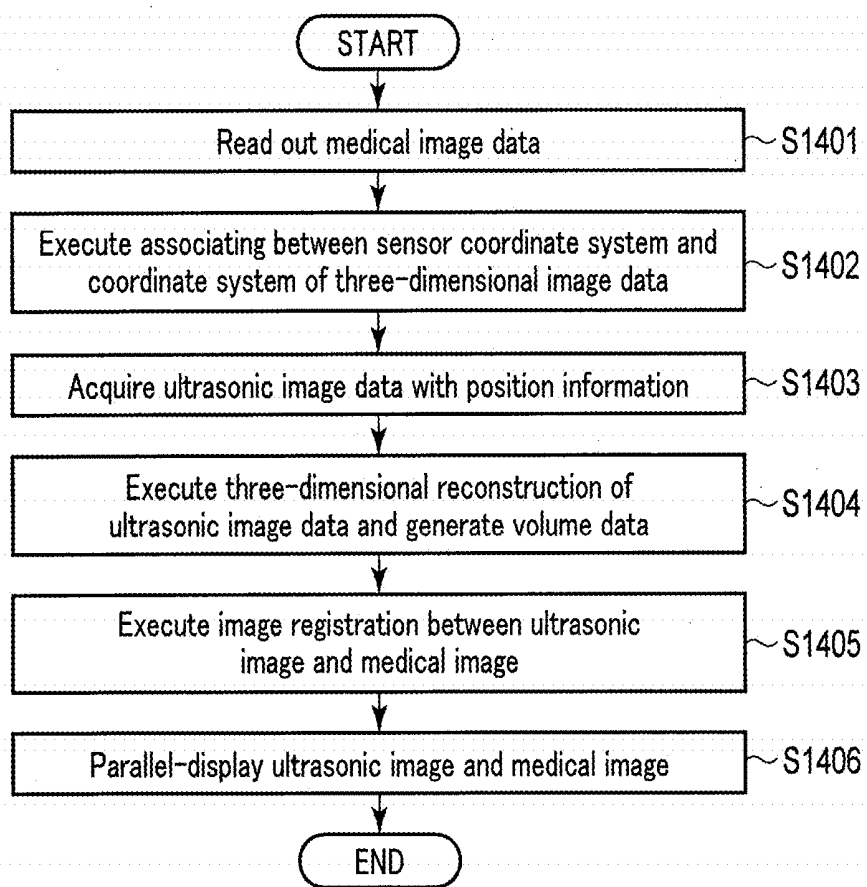 START
Read out medical image data
S1401
Execute associating between sensor coordinate system and
coordinate system of three-dimensional image data
S1402
Acquire ultrasonic image data with position information
S1403
Execute three-dimensional reconstruction of
ultrasonic image data and generate volume data
S1404
Execute image registration between ultrasonic
image and medical image
S1405
Parallel-display ultrasonic image and medical image
S1406
END